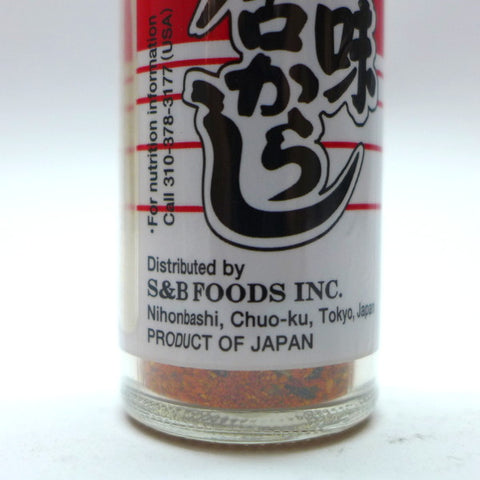 味
唐からし
·For nutrition information
Call 310-378-3177 (USA)
Distributed by
S&B FOODS INC.
Nihonbashi, Chuo-ku, Tokyo, Japan
PRODUCT OF JAPAN